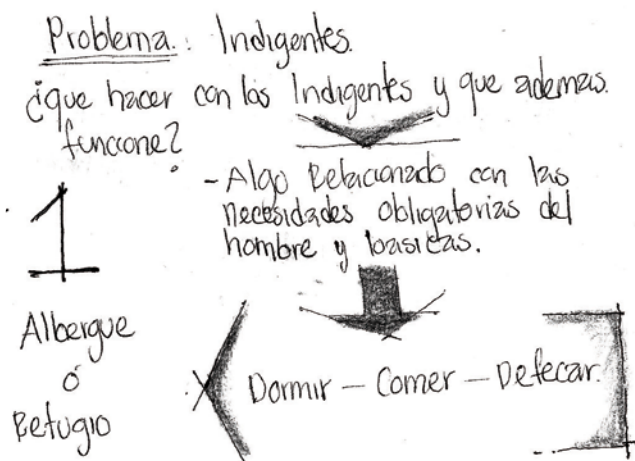 Problema.: Indigentes.
¿que hacer con los Indigentes y que ademas.
funcione?
1
- Algo Relacionado con las
necesidades obligatorias del
hombre y basicas.
Albergue
ó
Refugio
Dormir - Comer - Defecar.